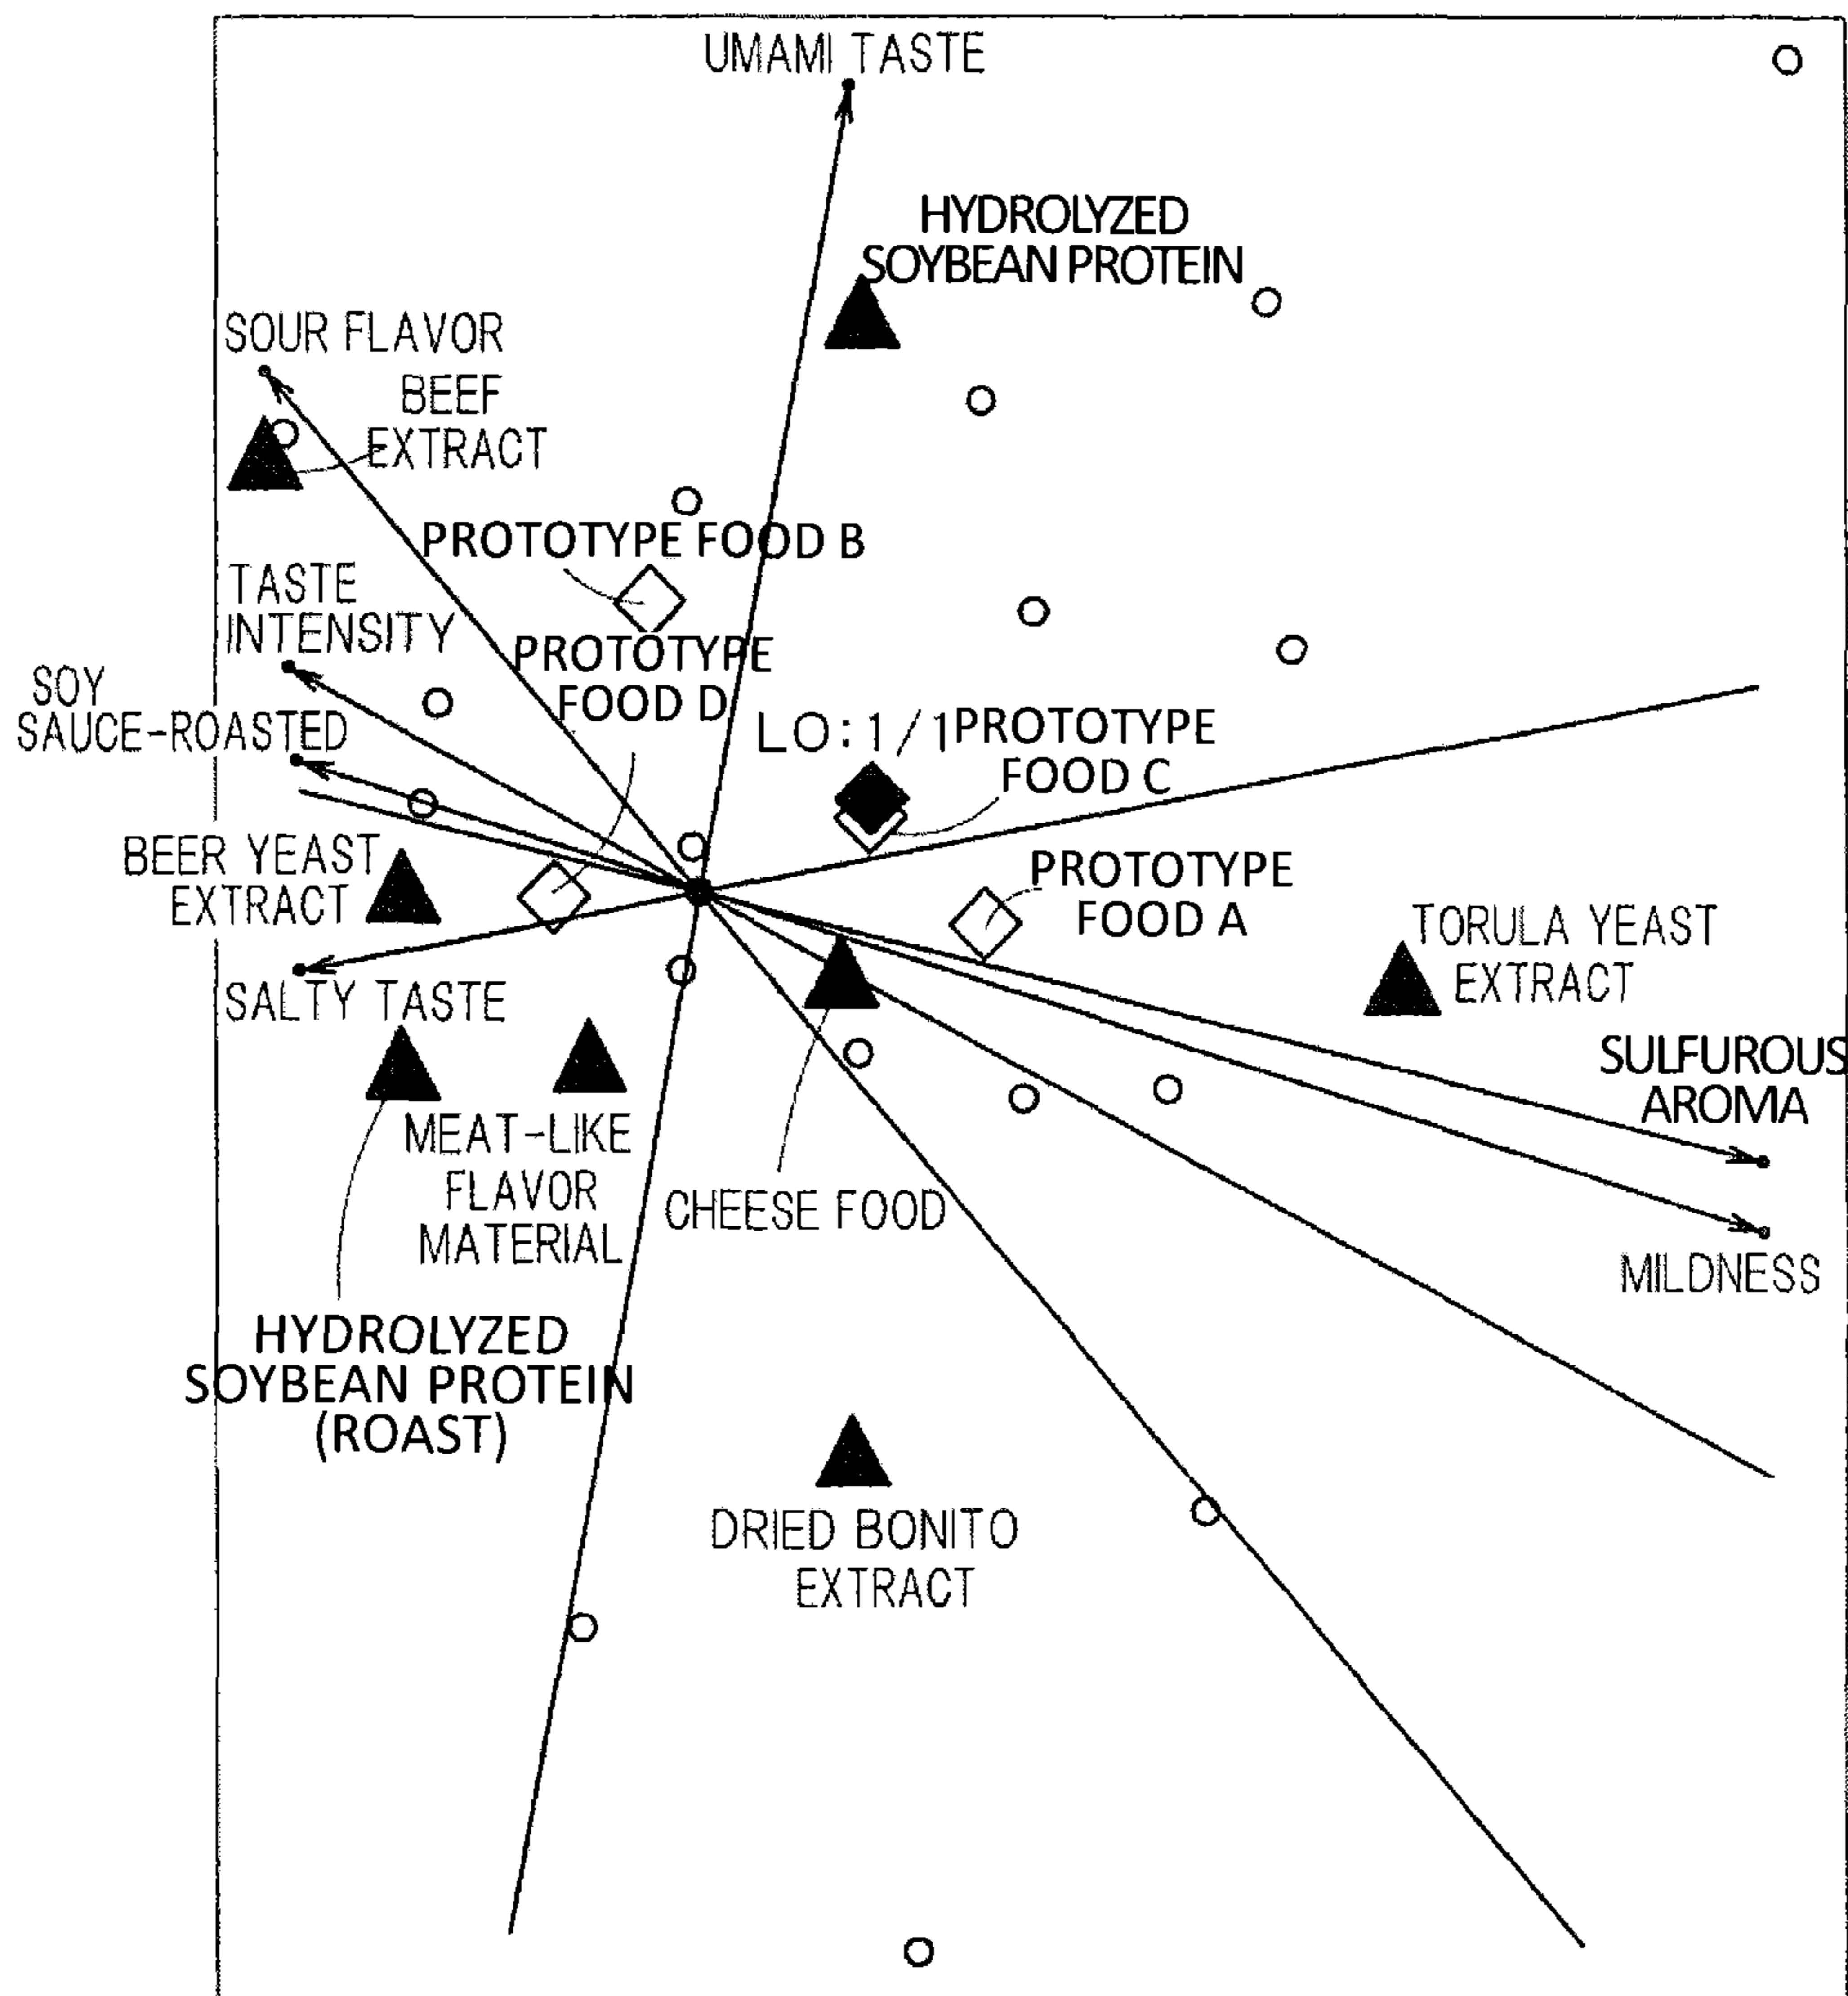 UMAMI TASTE
HYDROLYZED
SOYBEAN PROTEIN
SOUR FLAVOR
BEEF
EXTRACT
PROTOTYPE FOOD B
TASTE
INTENSITY
PROTOTYPE
FOOD D
SOY
SAUCE-ROASTED
LO:1/1
PROTOTYPE
FOOD C
BEER YEAST
EXTRACT
PROTOTYPE
FOOD A
TORULA YEAST
EXTRACT
SALTY TASTE
SULFUROUS
AROMA
MEAT-LIKE
FLAVOR
MATERIAL
CHEESE FOOD
MILDNESS
HYDROLYZED
SOYBEAN PROTEIN
(ROAST)
DRIED BONITO
EXTRACT